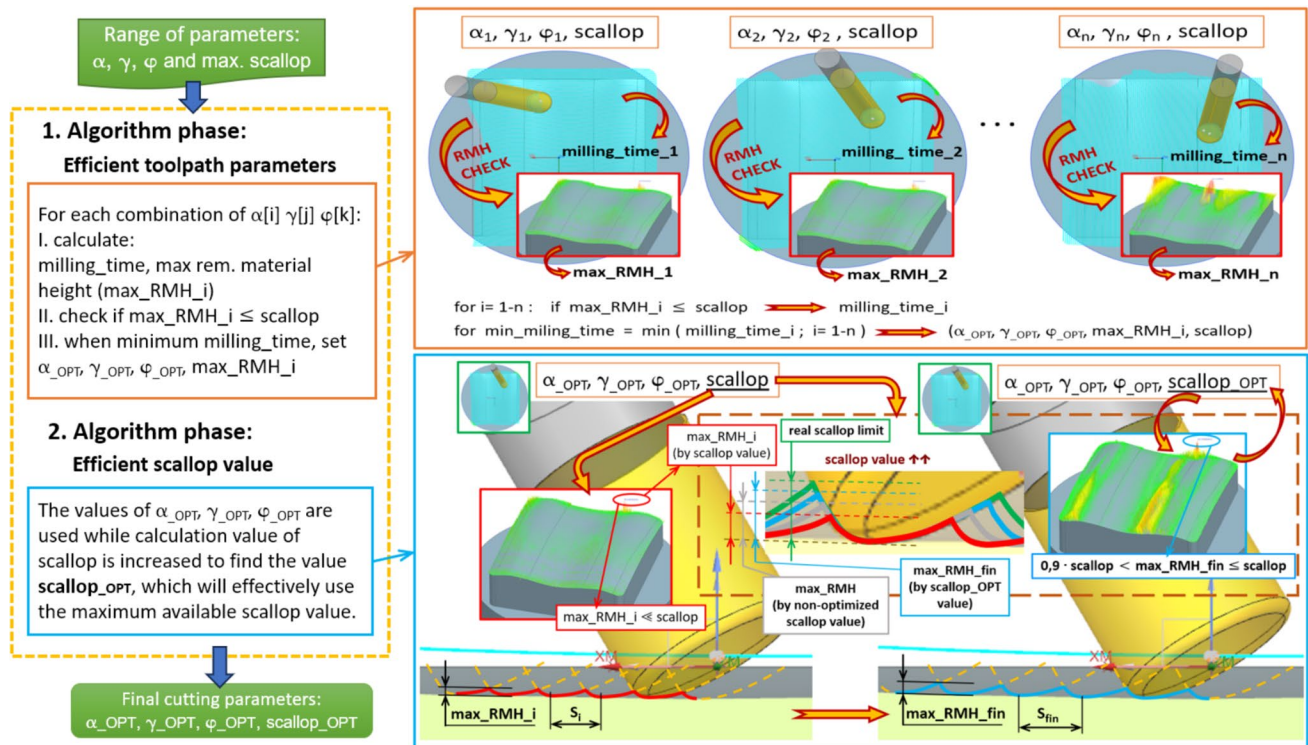 Range of parameters:
α, γ, φ and max. scallop
1. Algorithm phase:
Efficient toolpath parameters
For each combination of α[i] γ[j] φ[k]:
I. calculate:
milling_time, max rem. material
height (max_RMH_i)
II. check if max_RMH_i ≤ scallop
III. when minimum milling_time, set
α_OPT, γ_OPT, φ_OPT, max_RMH_i
2. Algorithm phase:
Efficient scallop value
The values of α_OPT, γ_OPT, φ_OPT are
used while calculation value of
scallop is increased to find the value
scallop_OPT, which will effectively use
the maximum available scallop value.
Final cutting parameters:
α_OPT, γ_OPT, φ_OPT, scallop_OPT
α1, γ1, φ1, scallop
RMH
CHECK
milling_time_1
max_RMH_1
α2, γ2, φ2 , scallop
RMH
CHECK
milling_ time_2
max_RMH_2
...
αn, γn, φn , scallop
RMH
CHECK
milling_time_n
max_RMH_n
for i= 1-n : if max_RMH_i ≤ scallop milling_time_i
for min_miling_time = min ( milling_time_i ; i= 1-n ) (α_OPT, γ_OPT, φ_OPT, max_RMH_i, scallop)
α_OPT, γ_OPT, φ_OPT, scallop
max_RMH_i
(by scallop value)
real scallop limit
scallop value ↑↑
max_RMH_i ≪ scallop
max_RMH
(by non-optimized
scallop value)
max_RMH_fin
(by scallop_OPT
value)
α_OPT, γ_OPT, φ_OPT, scallop_OPT
0,9 · scallop < max_RMH_fin ≤ scallop
XM
max_RMH_i
Si
XM
max_RMH_fin
Sfin